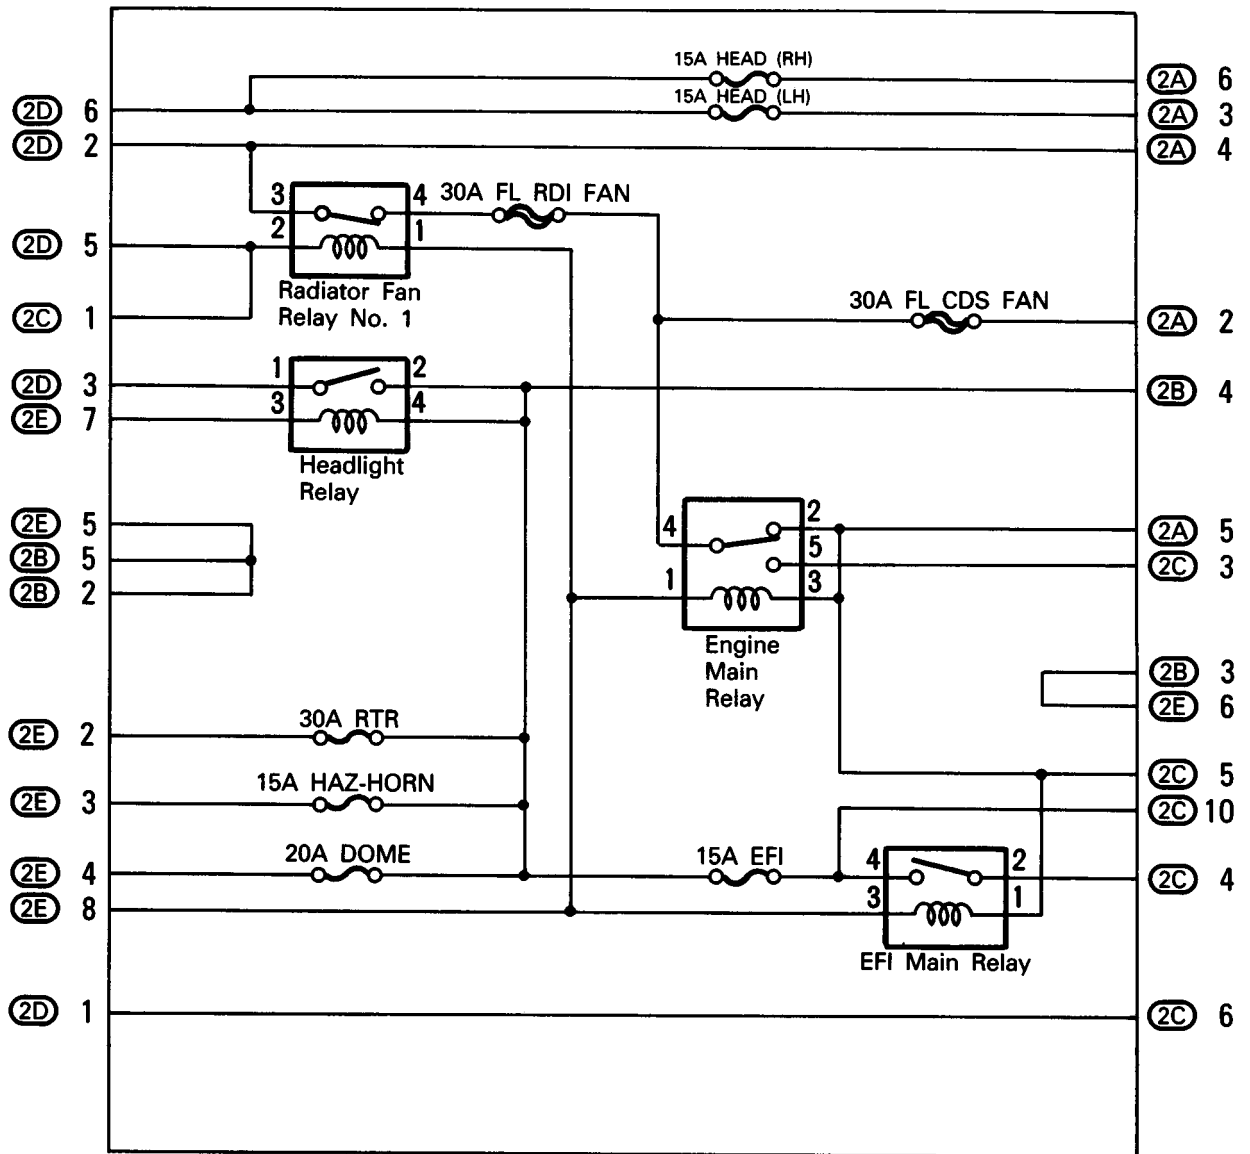 15A HEAD (RH)
2A 6
2D 6
15A HEAD (LH)
2A 3
2D 2
2A 4
3 4
30A FL RDI FAN
2D 5
2 1
Radiator Fan
Relay No. 1
2C 1
30A FL CDS FAN
2A 2
2D 3
1 2
2B 4
2E 7
3 4
Headlight
Relay
2E 5
4 2
2A 5
2B 5
5
2C 3
2B 2
1 3
Engine
Main
Relay
2B 3
2E 6
2E 2
30A RTR
2C 5
2E 3
15A HAZ-HORN
2C 10
2E 4
20A DOME
15A EFI
4 2
2C 4
2E 8
3 1
EFI Main Relay
2D 1
2C 6